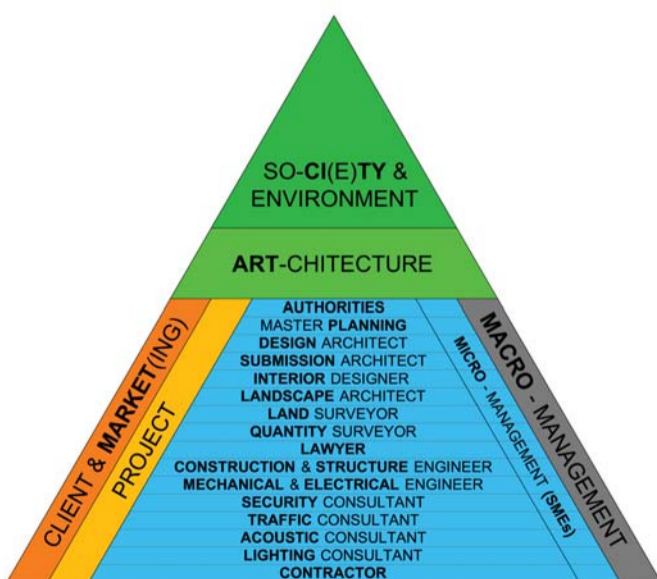 SO-CI(E)TY &
ENVIRONMENT
ART-CHITECTURE
CLIENT & MARKET(ING)
PROJECT
AUTHORITIES
MASTER PLANNING
DESIGN ARCHITECT
SUBMISSION ARCHITECT
INTERIOR DESIGNER
LANDSCAPE ARCHITECT
LAND SURVEYOR
QUANTITY SURVEYOR
LAWYER
CONSTRUCTION & STRUCTURE ENGINEER
MECHANICAL & ELECTRICAL ENGINEER
SECURITY CONSULTANT
TRAFFIC CONSULTANT
ACOUSTIC CONSULTANT
LIGHTING CONSULTANT
CONTRACTOR
MICRO - MANAGEMENT (SMEs)
MACRO - MANAGEMENT